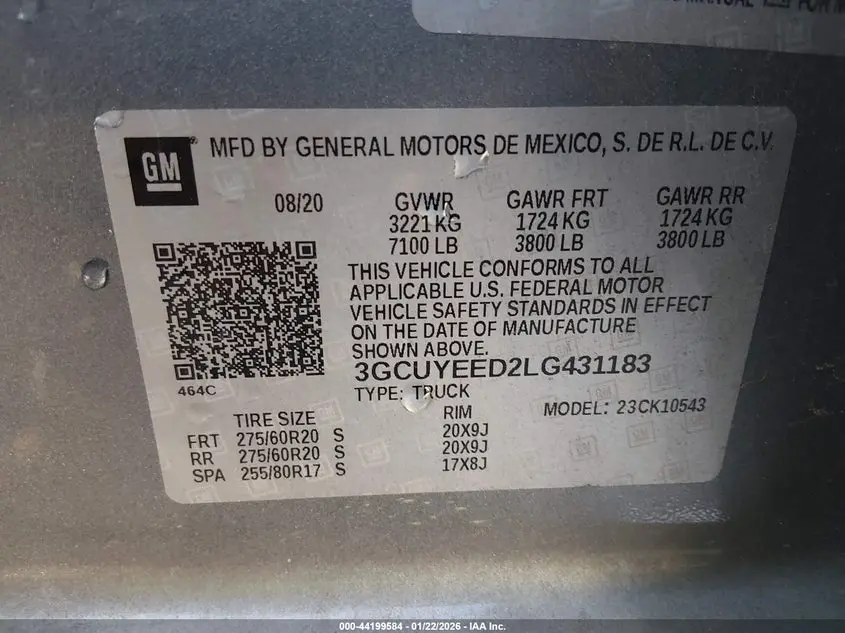 MANUAL
GM
MFD BY GENERAL MOTORS DE MEXICO, S. DE R.L. DE C.V.
08/20 GVWR GAWR FRT GAWR RR
3221 KG 1724 KG 1724 KG
7100 LB 3800 LB 3800 LB
THIS VEHICLE CONFORMS TO ALL
APPLICABLE U.S. FEDERAL MOTOR
VEHICLE SAFETY STANDARDS IN EFFECT
ON THE DATE OF MANUFACTURE
SHOWN ABOVE.
3GCUYEED2LG431183
464C
TYPE: TRUCK
TIRE SIZE RIM MODEL: 23CK10543
FRT 275/60R20 S 20X9J
RR 275/60R20 S 20X9J
SPA 255/80R17 S 17X8J
000-44199584 - 01/22/2026 - IAA Inc.